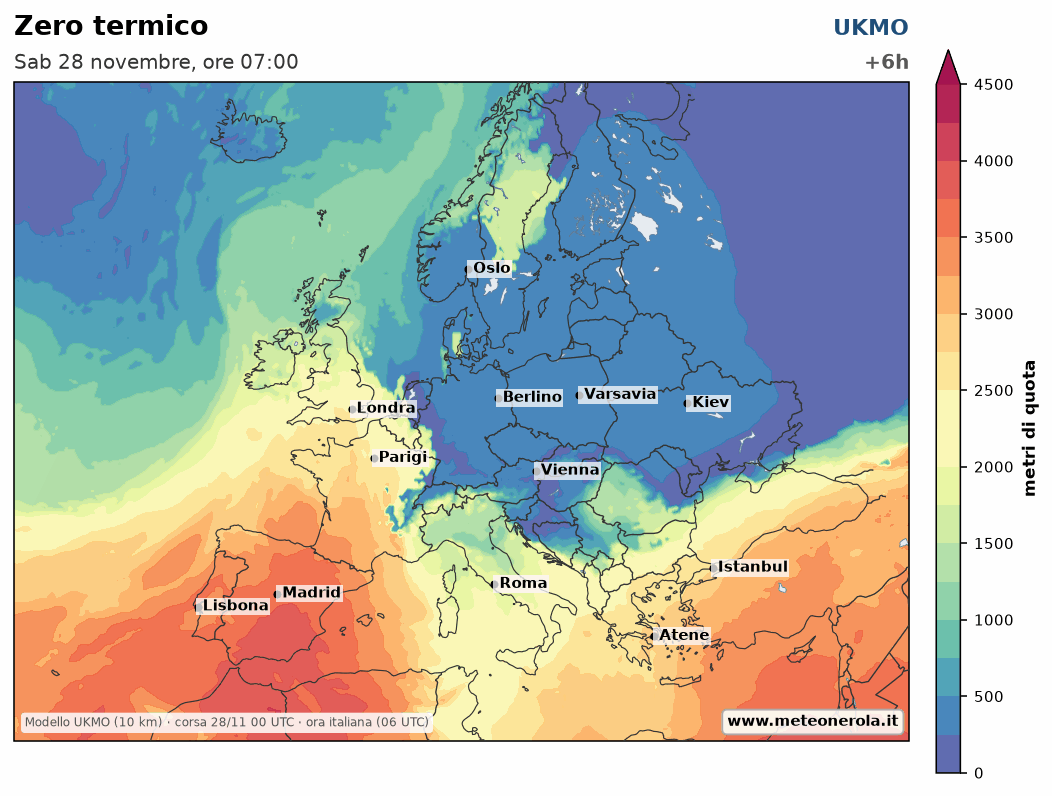 Zero termico
UKMO
Sab 28 novembre, ore 07:00
+6h
4500
4000
3500
3000
2500
2000
1500
1000
500
0
metri di quota
Oslo
Berlino
Varsavia
Kiev
Londra
Parigi
Vienna
Istanbul
Roma
Madrid
Lisbona
Atene
Modello UKMO (10 km) · corsa 28/11 00 UTC · ora italiana (06 UTC)
www.meteonerola.it